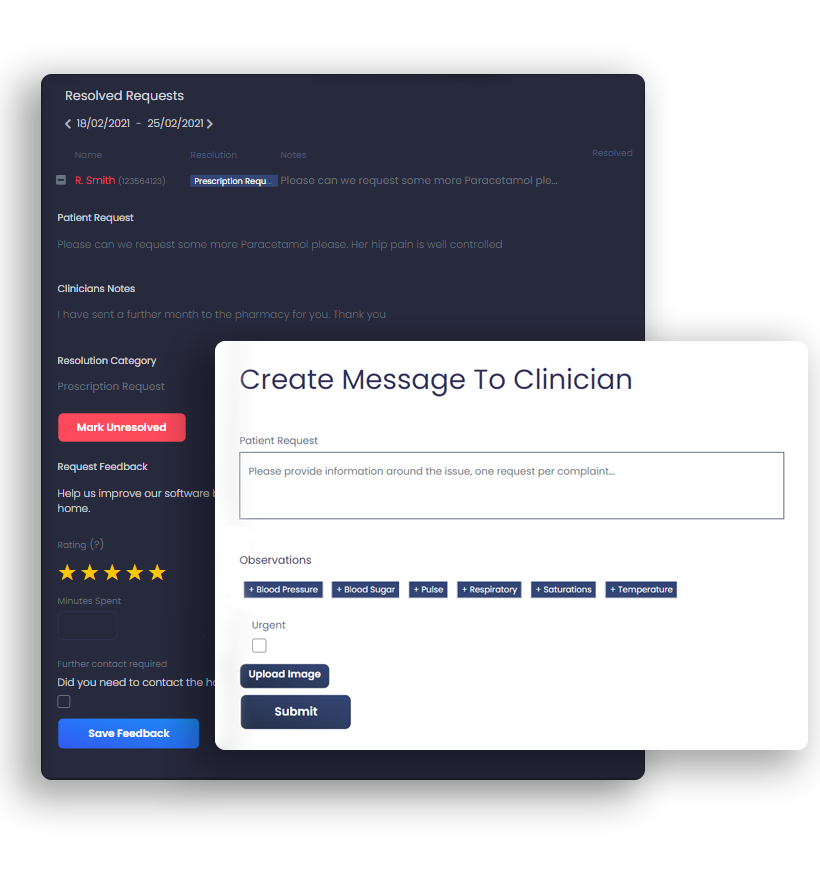 Resolved Requests
18/02/2021 - 25/02/2021
Name Resolution Notes Resolved
R. Smith (123564123) Prescription Requ... Please can we request some more Paracetamol ple...
Patient Request
Please can we request some more Paracetamol please. Her hip pain is well controlled
Clinicians Notes
I have sent a further month to the pharmacy for you. Thank you
Resolution Category
Prescription Request
Mark Unresolved
Request Feedback
Help us improve our software
home.
Rating (?)
Minutes Spent
Further contact required
Did you need to contact the
Save Feedback
Create Message To Clinician
Patient Request
Please provide information around the issue, one request per complaint...
Observations
+ Blood Pressure + Blood Sugar + Pulse + Respiratory + Saturations + Temperature
Urgent
Upload Image
Submit